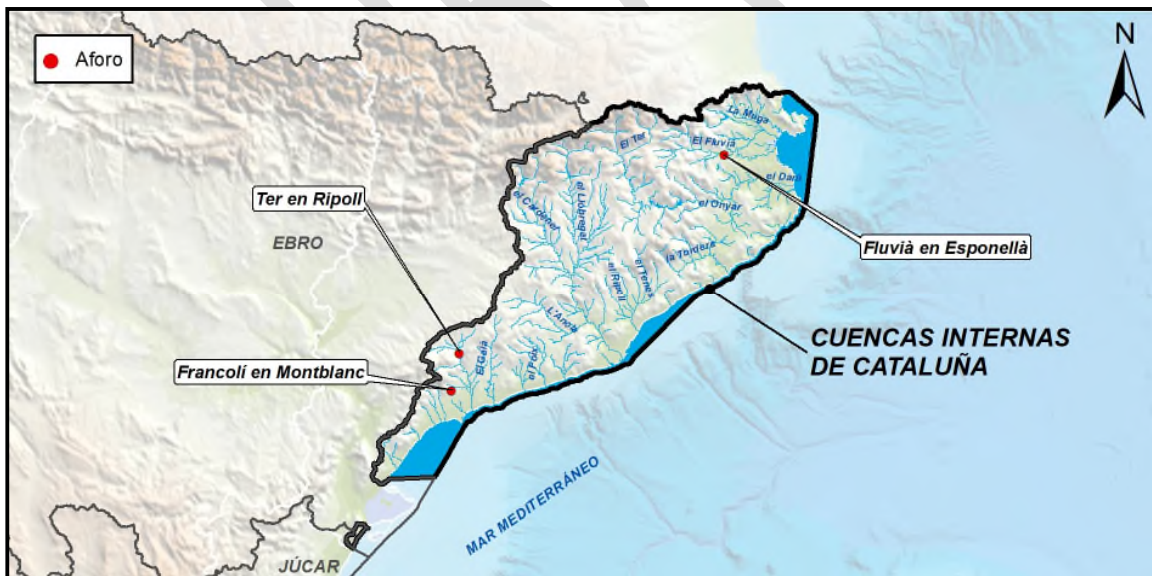 Aforo
N
La Muga
El Ter
El Fluvià
el Daró
Ter en Ripoll
el Cardener
el Llobregat
el Onyar
EBRO
Fluvià en Esponellà
la Tordera
el Ripoll
el Tenes
L'Anoia
CUENCAS INTERNAS
DE CATALUÑA
El Gaià
el Foix
Francolí en Montblanc
MAR MEDITERRÁNEO
JÚCAR